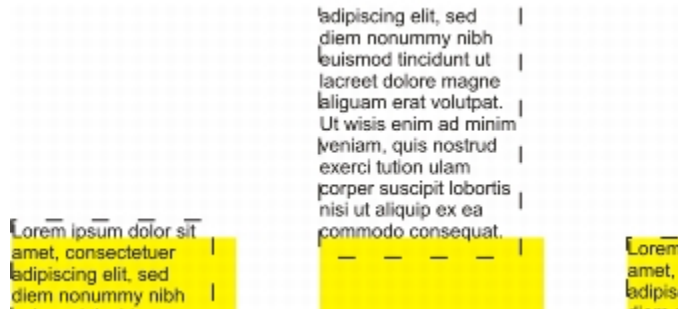 adipiscing elit, sed
diem nonummy nibh
euismod tincidunt ut
lacreet dolore magne
aliguam erat volutpat.
Ut wisis enim ad minim
veniam, quis nostrud
exerci tution ulam
corper suscipit lobortis
nisi ut aliquip ex ea
commodo consequat.
Lorem ipsum dolor sit
amet, consectetuer
adipiscing elit, sed
diem nonummy nibh
Lorem
amet,
adipis